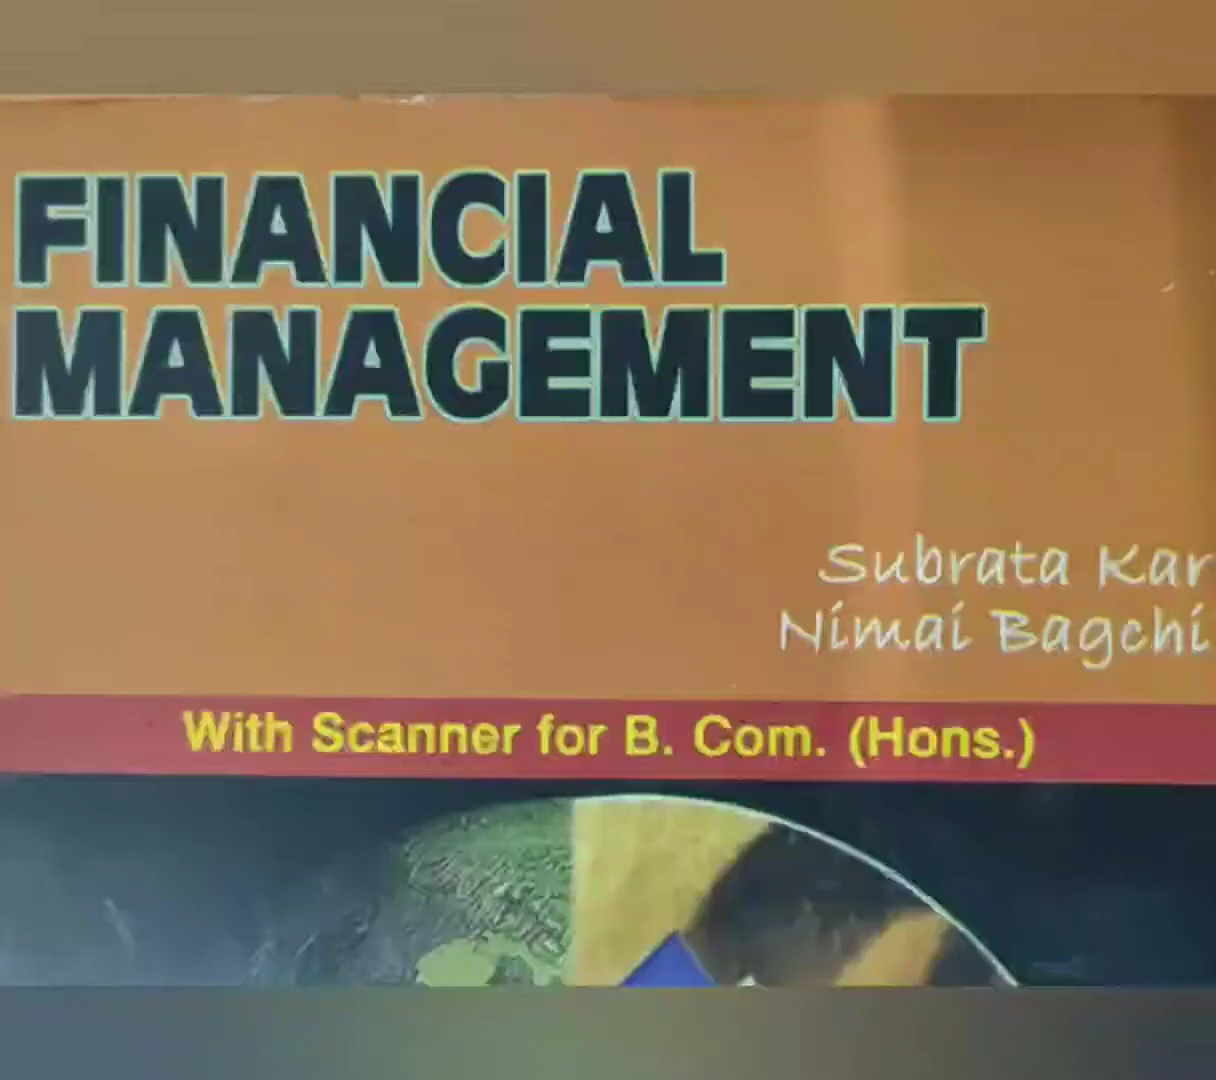 FINANCIAL
MANAGEMENT
Subrata Kar
Nimai Bagchi
With Scanner for B. Com. (Hons.)